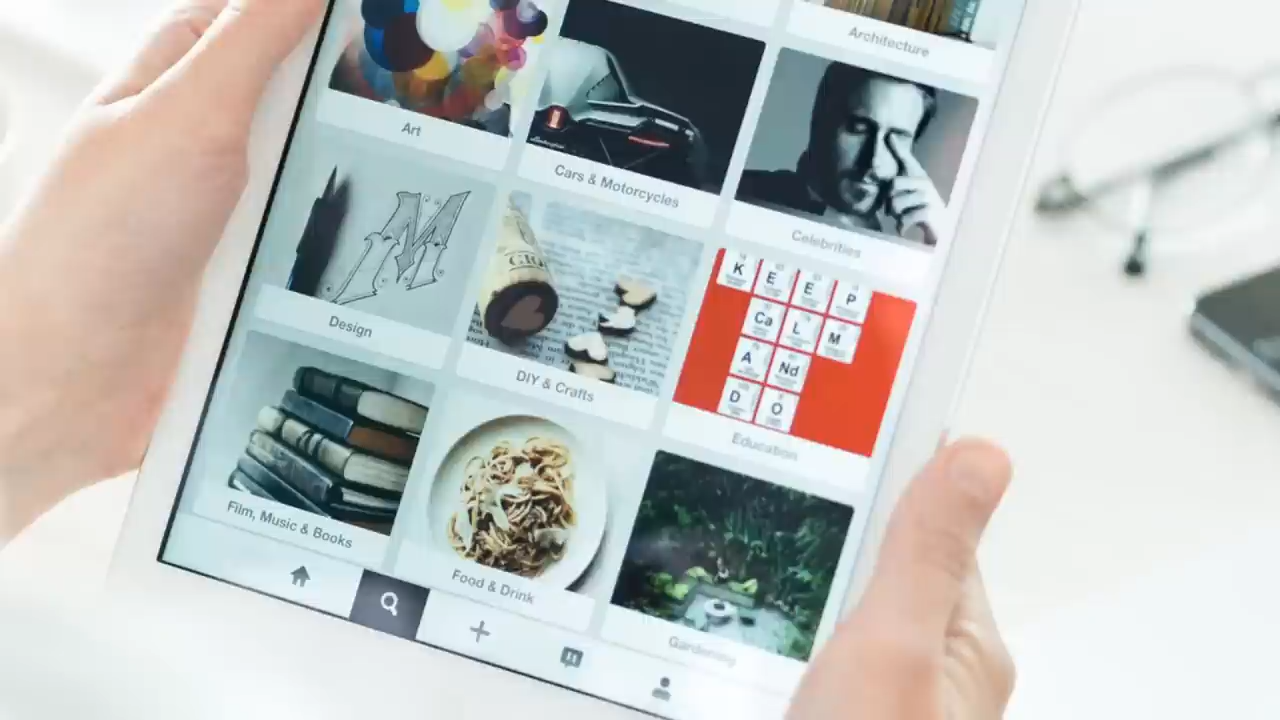 Architecture
Art
Cars & Motorcycles
Celebrities
Design
M
DIY & Crafts
K E E P
Ca L M
A Nd
D O
Education
Film, Music & Books
Food & Drink
Gardening